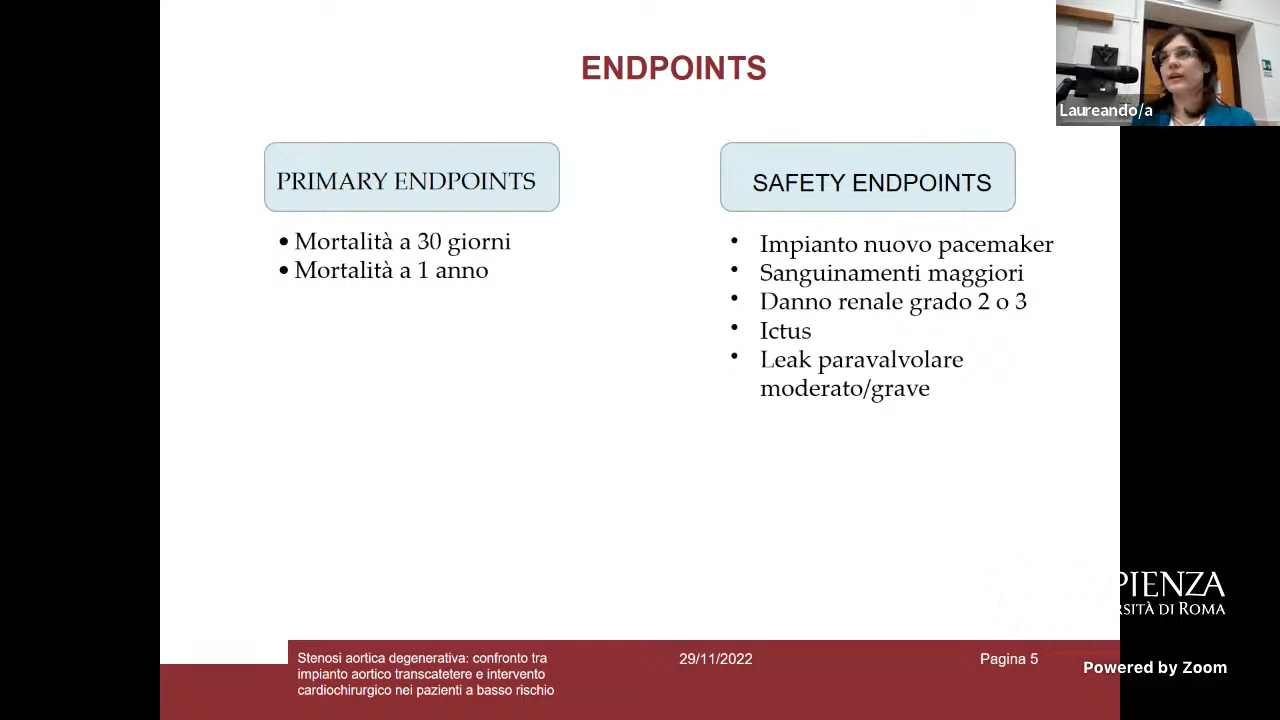 ENDPOINTS
Laureando/a
PRIMARY ENDPOINTS
• Mortalità a 30 giorni
• Mortalità a 1 anno
SAFETY ENDPOINTS
• Impianto nuovo pacemaker
• Sanguinamenti maggiori
• Danno renale grado 2 o 3
• Ictus
• Leak paravalvolare
moderato/grave
PIENZA
RSITÀ DI ROMA
Stenosi aortica degenerativa: confronto tra
impianto aortico transcatetere e intervento
cardiochirurgico nei pazienti a basso rischio
29/11/2022
Pagina 5
Powered by Zoom